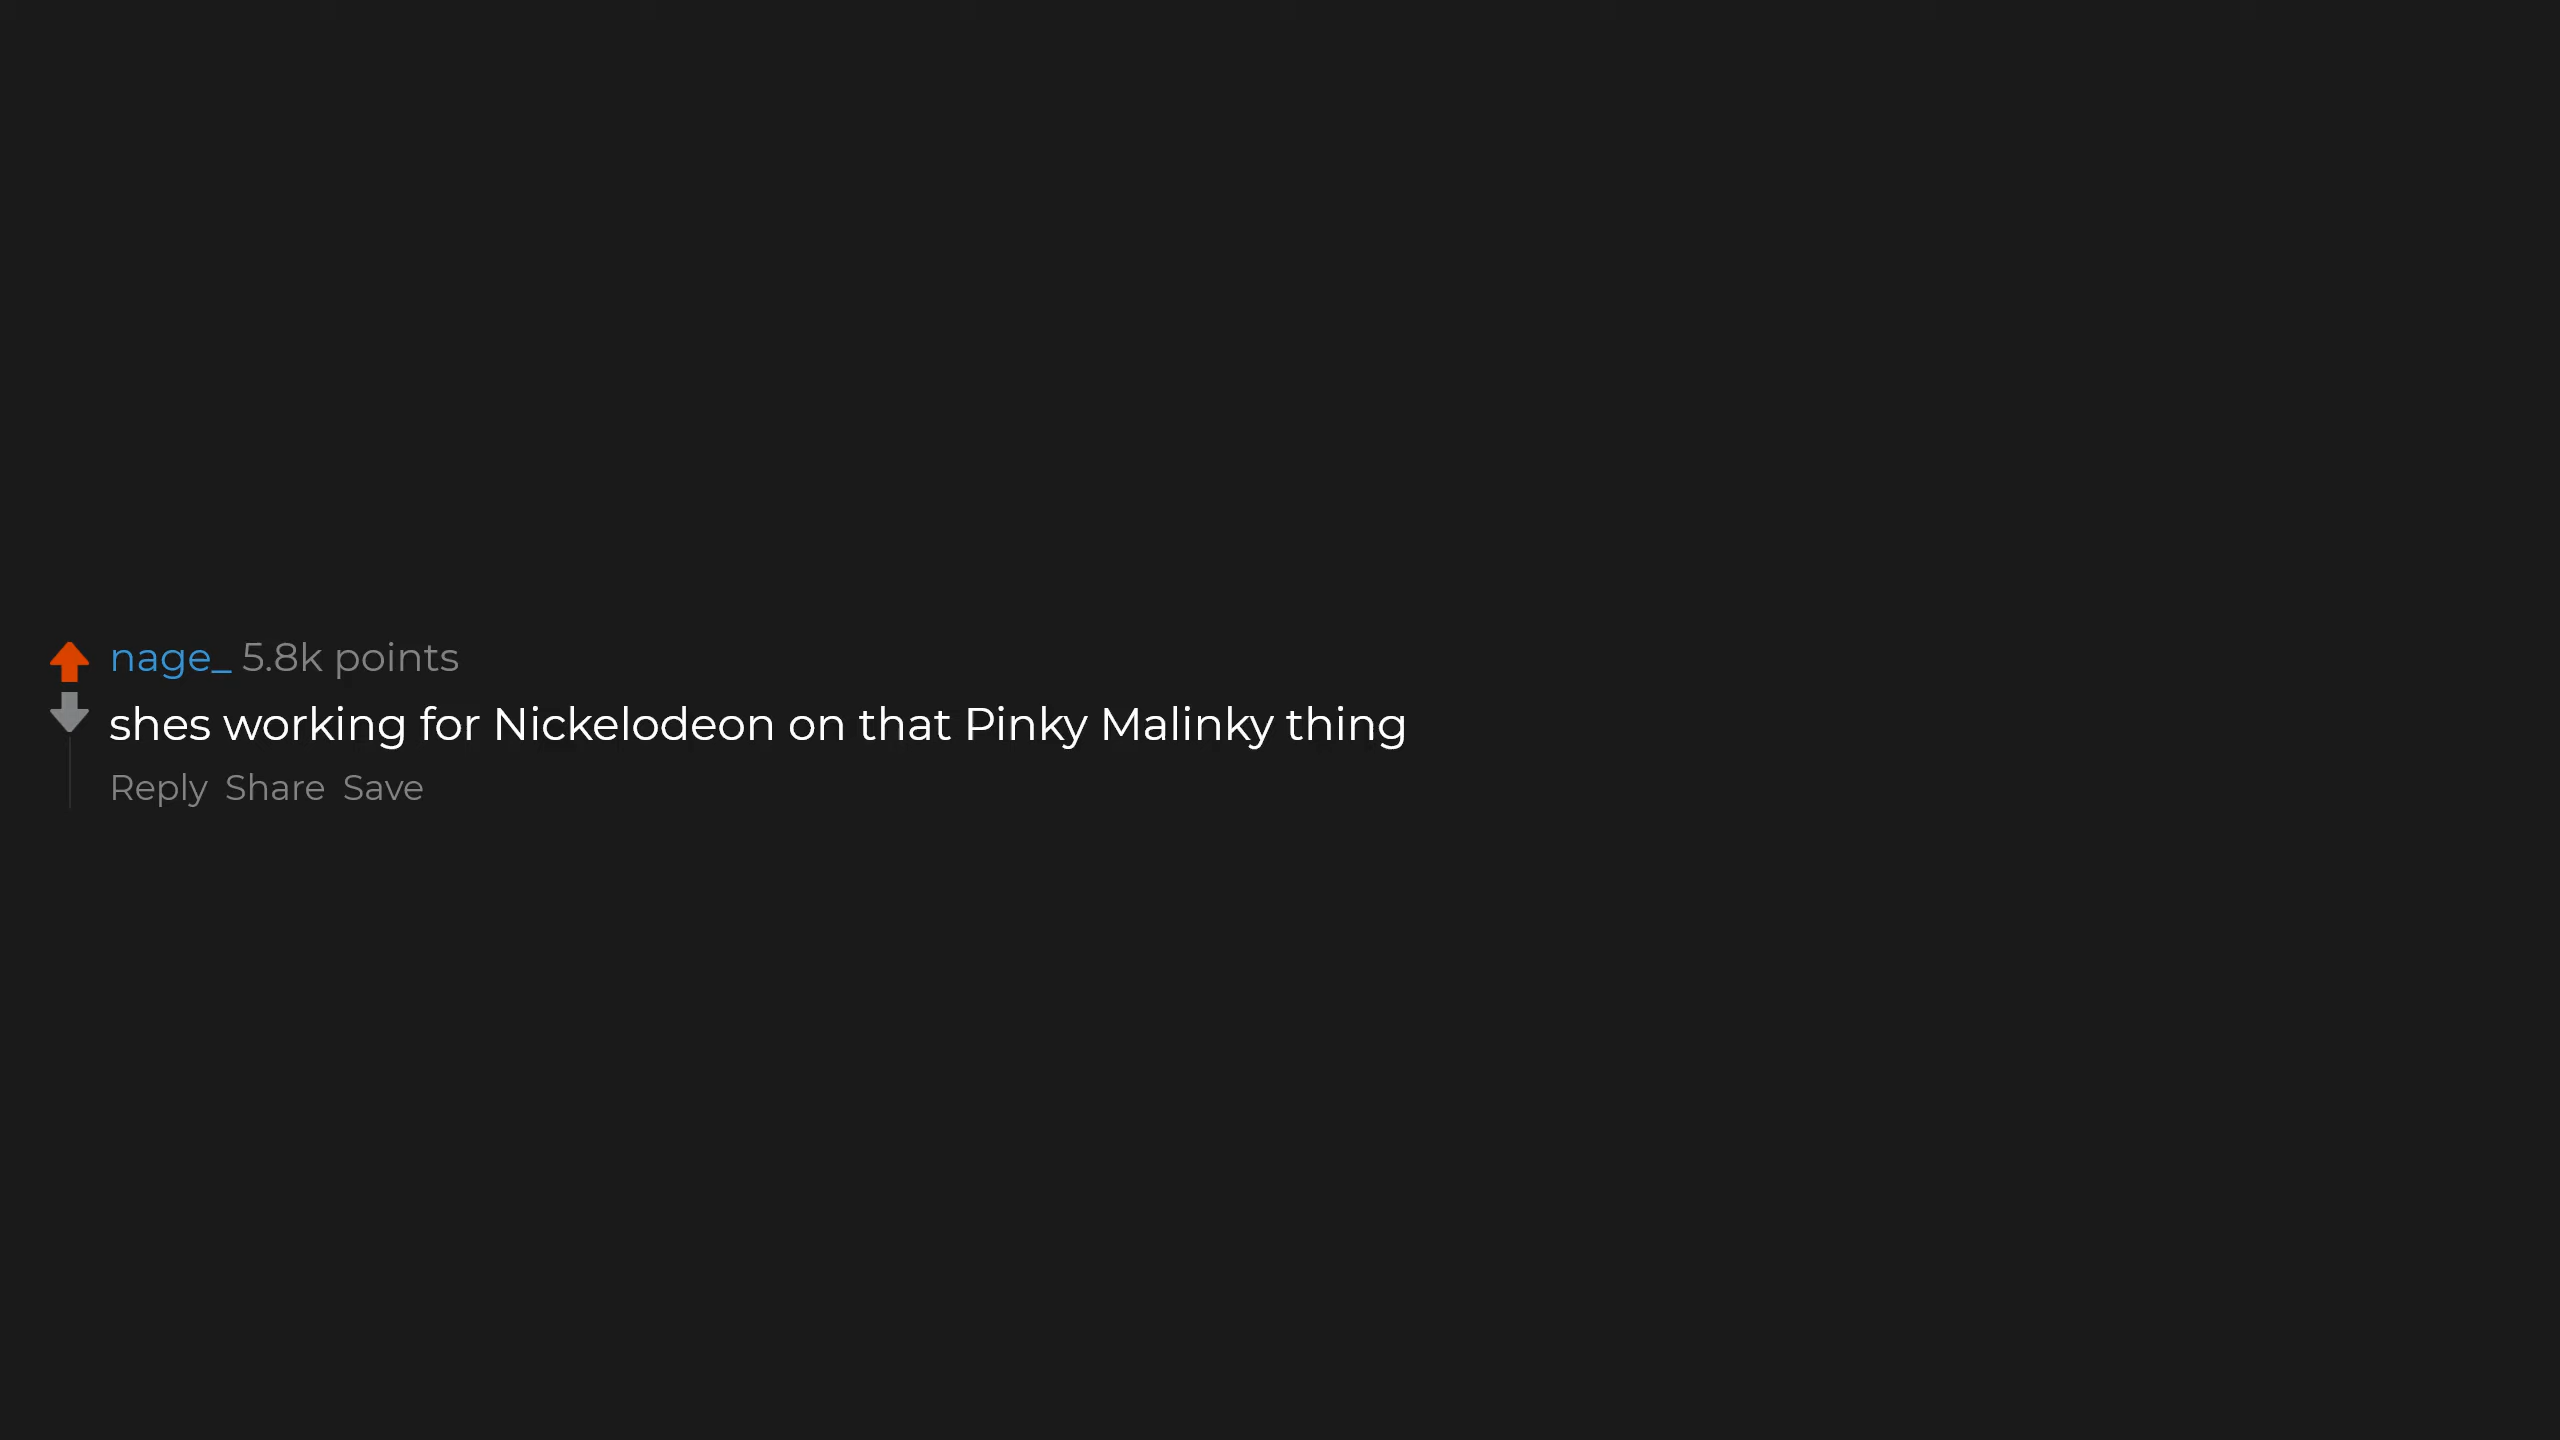 nage_ 5.8k points
shes working for Nickelodeon on that Pinky Malinky thing
Reply Share Save